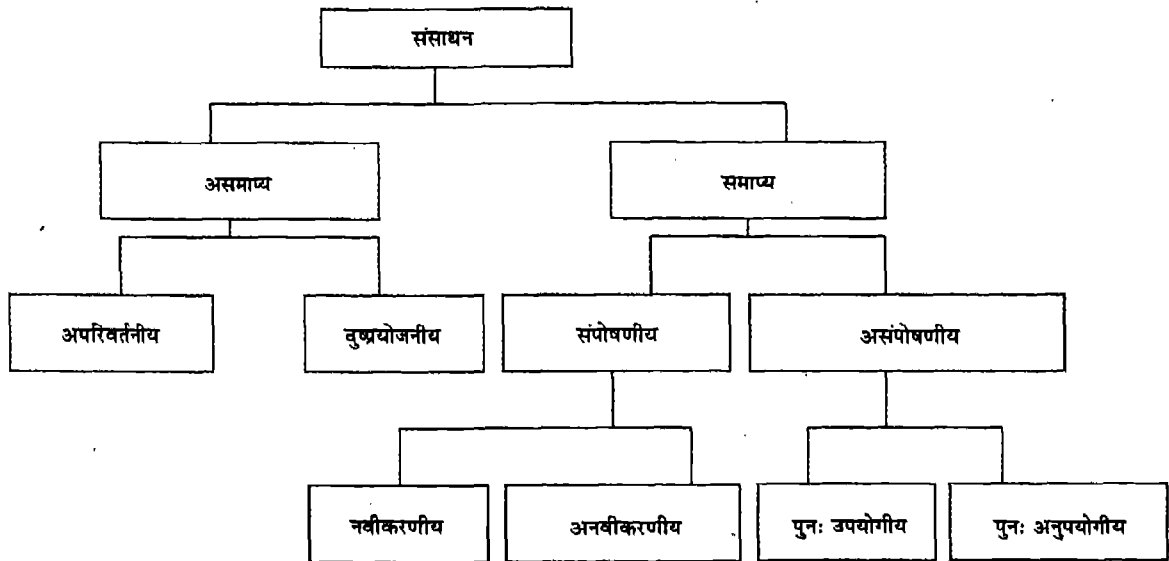 संसाधन
असमाप्य
समाप्य
अपरिवर्तनीय
दुष्प्रयोजनीय
संपोषणीय
असंपोषणीय
नवीकरणीय
अनवीकरणीय
पुनः उपयोगीय
पुनः अनुपयोगीय